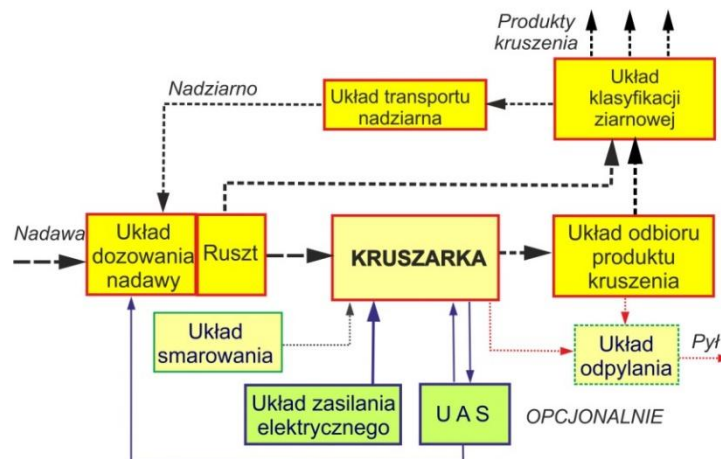 Produkty
kruszenia
Układ
klasyfikacji
ziarnowej
Nadziarno
Układ transportu
nadziarna
Nadawa
Układ
dozowania
nadawy
Ruszt
KRUSZARKA
Układ odbioru
produktu
kruszenia
Układ
smarowania
Układ
odpylania
Pył
Układ zasilania
elektrycznego
U A S
OPCJONALNIE